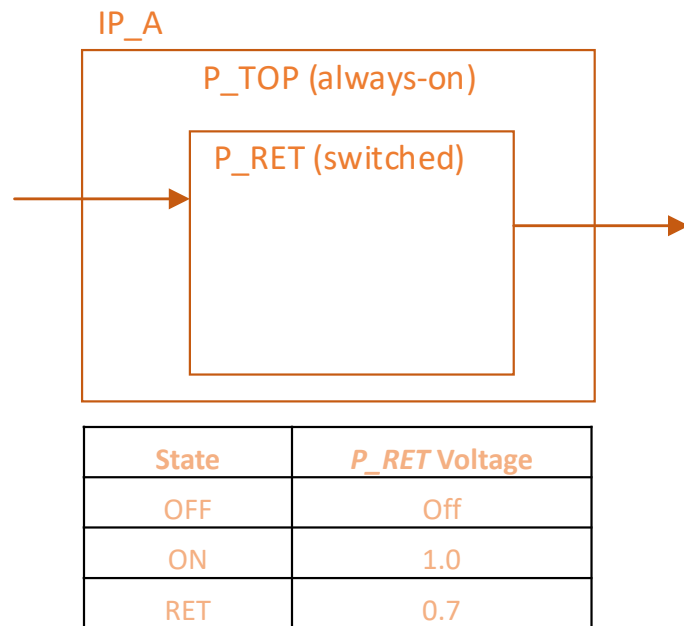 IP_A
P_TOP (always-on)
P_RET (switched)
State P_RET Voltage
OFF Off
ON 1.0
RET 0.7